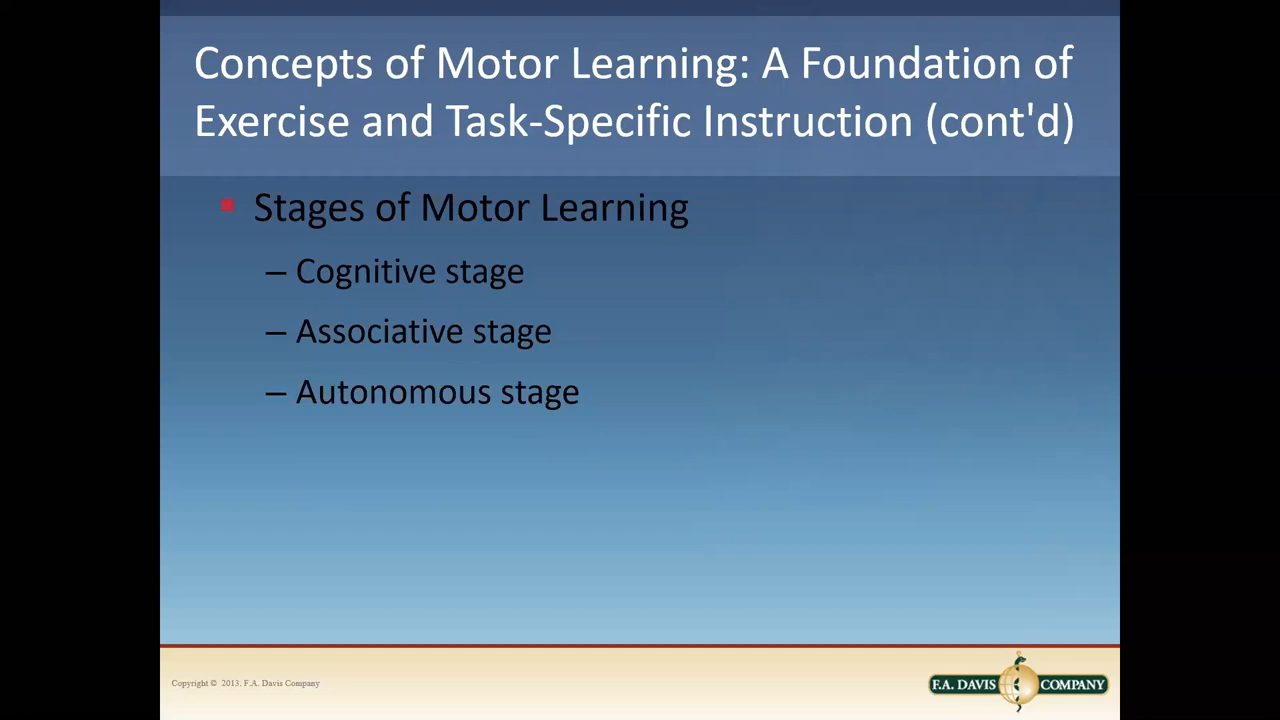 Concepts of Motor Learning: A Foundation of
Exercise and Task-Specific Instruction (cont'd)
▪ Stages of Motor Learning
– Cognitive stage
– Associative stage
– Autonomous stage
Copyright © 2013. F.A. Davis Company
F.A. DAVIS COMPANY